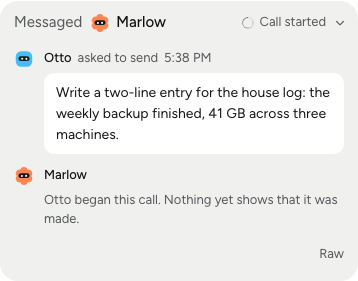 Messaged Marlow Call started
Otto asked to send 5:38 PM
Write a two-line entry for the house log: the
weekly backup finished, 41 GB across three
machines.
Marlow
Otto began this call. Nothing yet shows that it was
made.
Raw